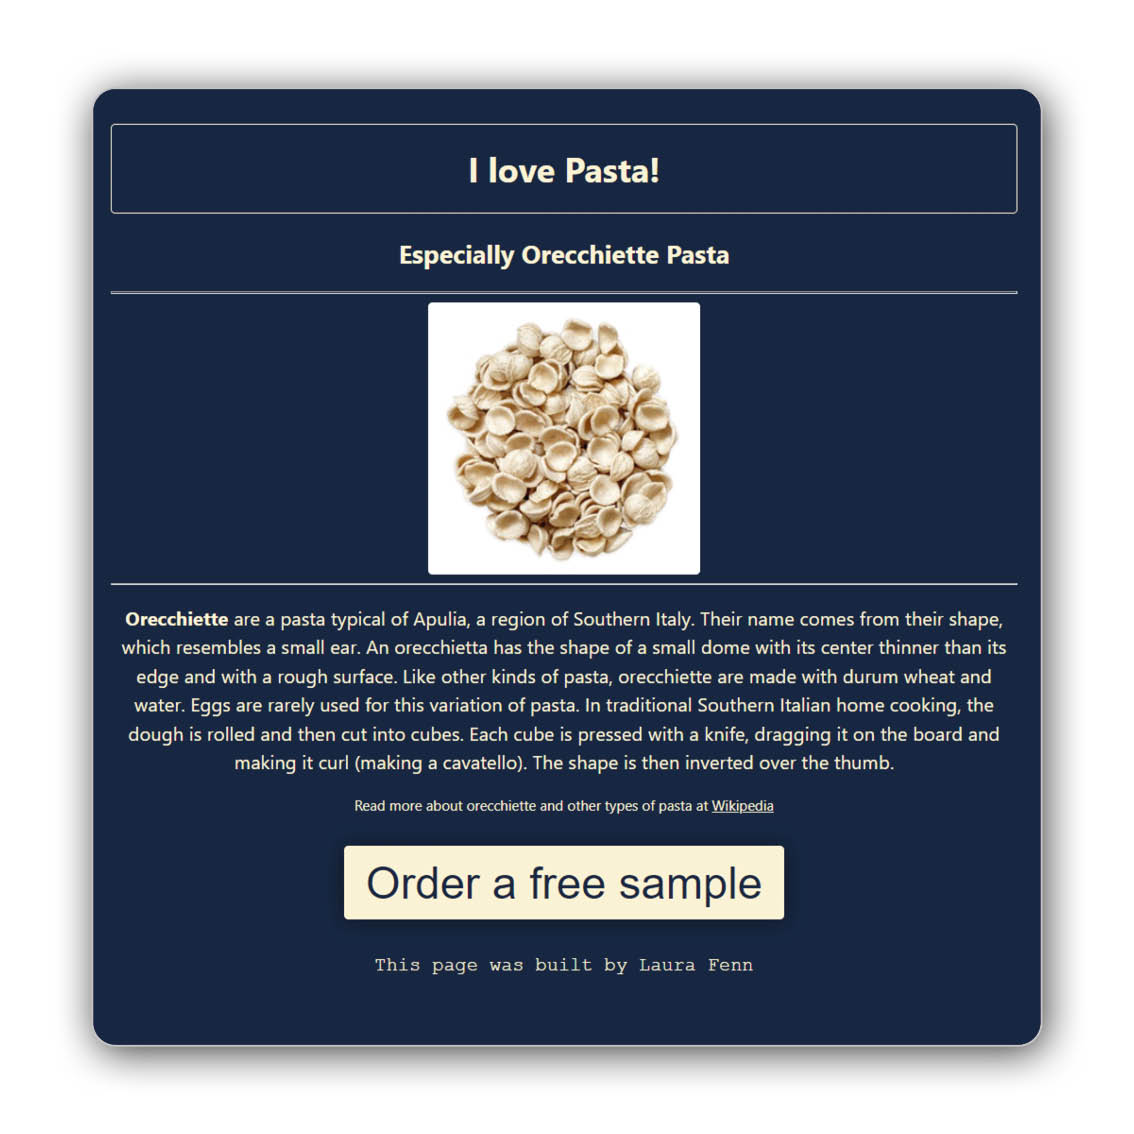 I love Pasta!
Especially Orecchiette Pasta
Orecchiette are a pasta typical of Apulia, a region of Southern Italy. Their name comes from their shape,
which resembles a small ear. An orecchietta has the shape of a small dome with its center thinner than its
edge and with a rough surface. Like other kinds of pasta, orecchiette are made with durum wheat and
water. Eggs are rarely used for this variation of pasta. In traditional Southern Italian home cooking, the
dough is rolled and then cut into cubes. Each cube is pressed with a knife, dragging it on the board and
making it curl (making a cavatello). The shape is then inverted over the thumb.
Read more about orecchiette and other types of pasta at Wikipedia
Order a free sample
This page was built by Laura Fenn